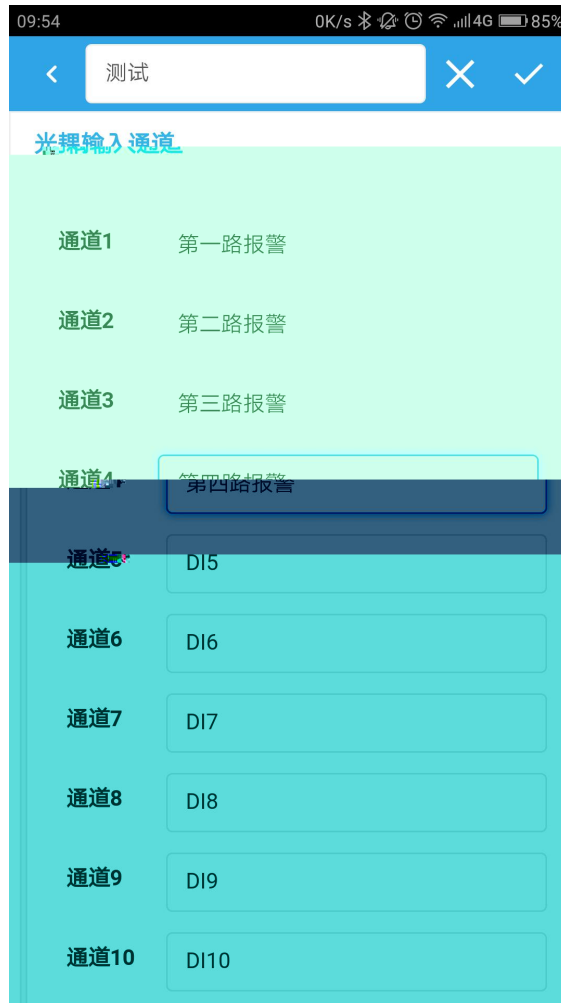 09:54 0K/s 4G 85%
测试
光耦输入通道
通道1 第一路报警
通道2 第二路报警
通道3 第三路报警
通道4 第四路报警
通道5 DI5
通道6 DI6
通道7 DI7
通道8 DI8
通道9 DI9
通道10 DI10